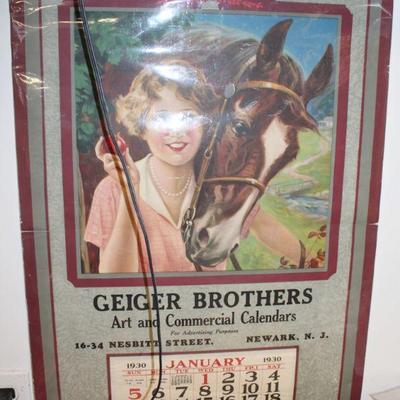 GEIGER BROTHERS
Art and Commercial Calendars
For Advertising Purposes
16-34 NESBITT STREET, NEWARK, N. J.
1930 JANUARY 1930
SUN MON TUE WED THU FRI SAT
1 2 3 4
5 6 7 8 9 10 11